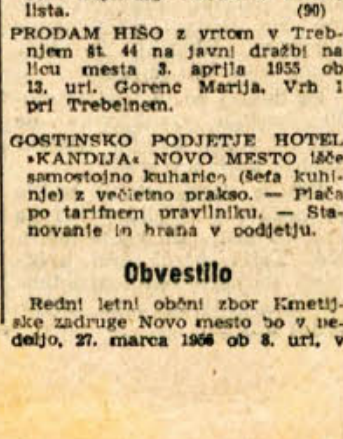 lista. (90)
PRODAM HIŠO z vrtom v Treb-
njem št. 44 na javni dražbi na
licu mesta 3. aprila 1955 ob
13. uri. Gorenc Marija, Vrh 1
pri Trebelnem.
GOSTINSKO PODJETJE HOTEL
»KANDIJA« NOVO MESTO išče
samostojno kuharico (šefa kuhi-
nje) z večletno prakso. — Plača
po tarifnem pravilniku. — Sta-
novanje in hrana v podjetju.
Obvestilo
Redni letni občni zbor Kmetij-
ske zadruge Novo mesto bo v ne-
deljo, 27. marca ob 8. uri, v